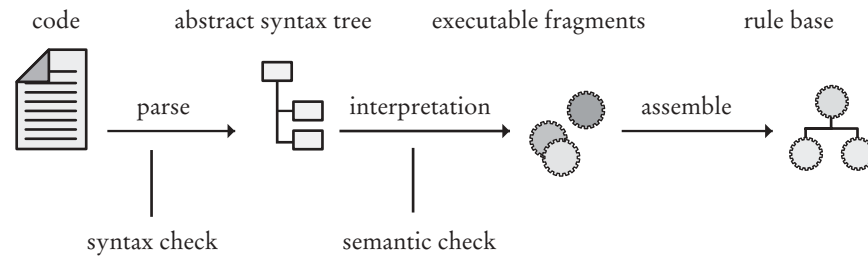 code abstract syntax tree executable fragments rule base
parse interpretation assemble
syntax check semantic check